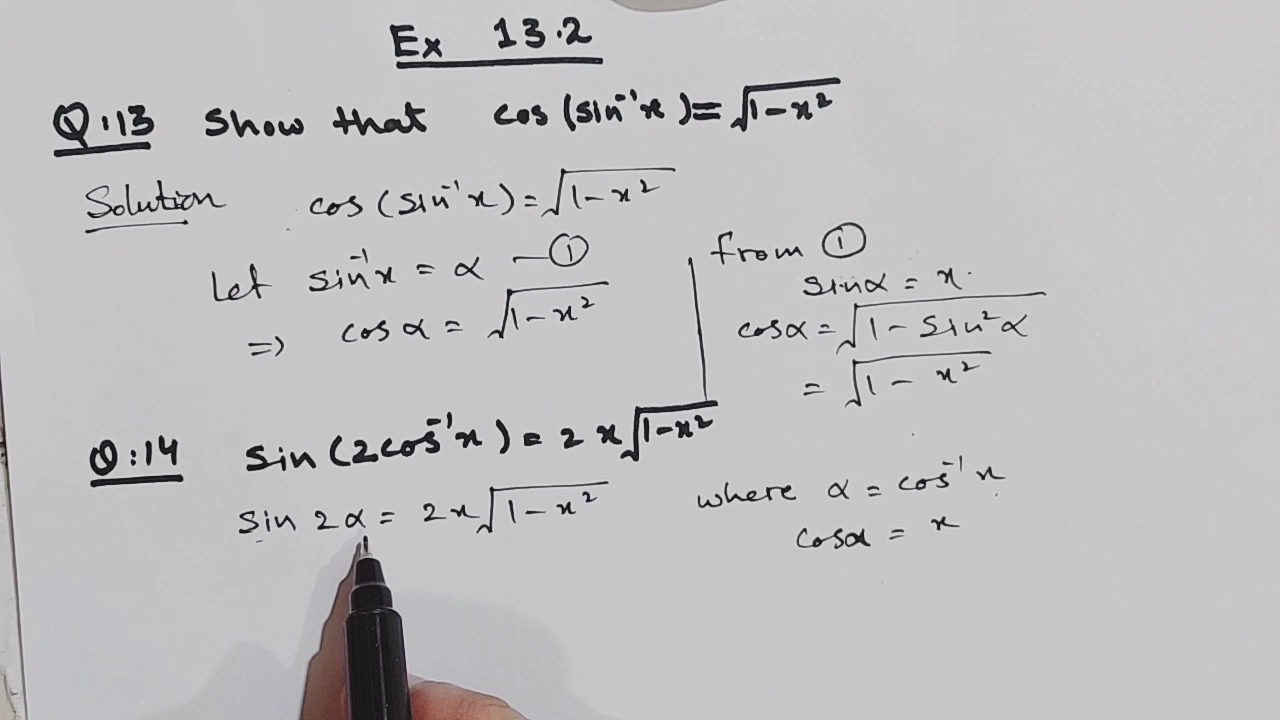 Ex 13.2
Q:13 Show that cos (sin⁻¹x) = √1-x²
Solution cos (sin⁻¹x) = √1-x²
Let sin⁻¹x = α — ①
=> cos α = √1-x²
from ①
sinα = x.
cosα = √1 - Sin²α
= √1 - x²
Q:14 Sin (2cos⁻¹x) = 2x√1-x²
Sin 2α = 2x√1-x²
where α = cos⁻¹x
cosα = x